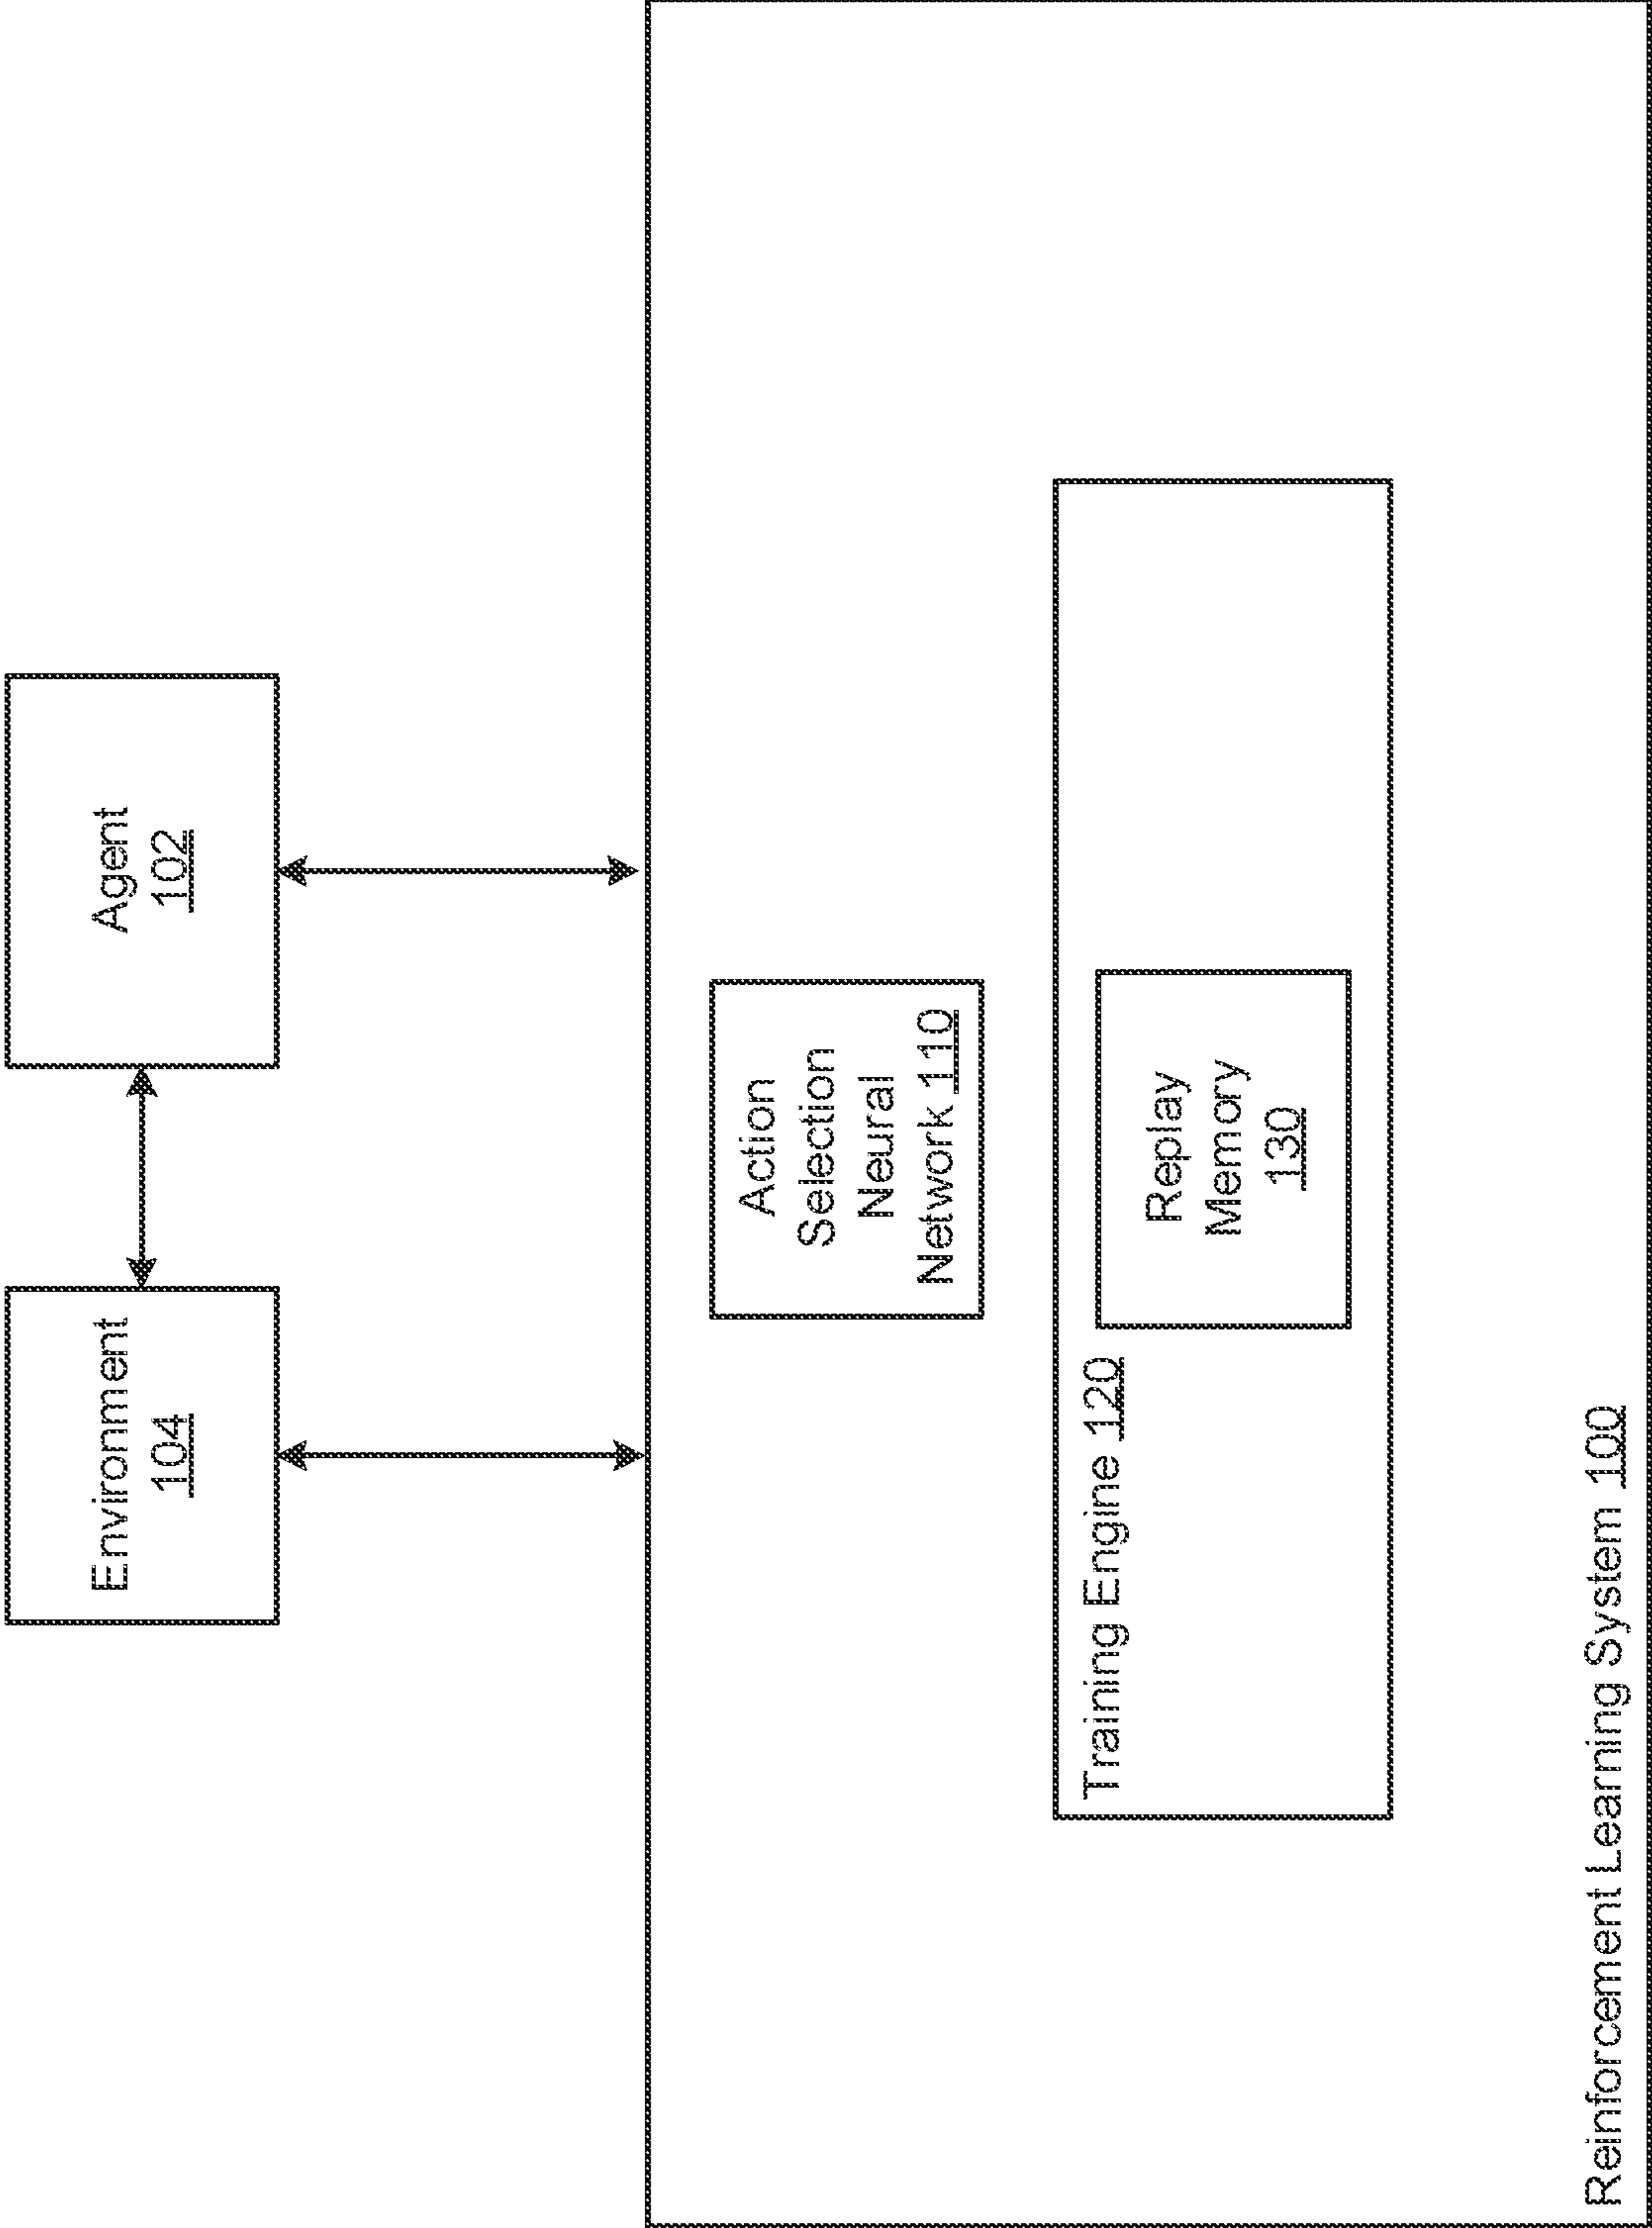 Environment
104
Agent
102
Action
Selection
Neural
Network 110
Training Engine 120
Replay
Memory
130
Reinforcement Learning System 100